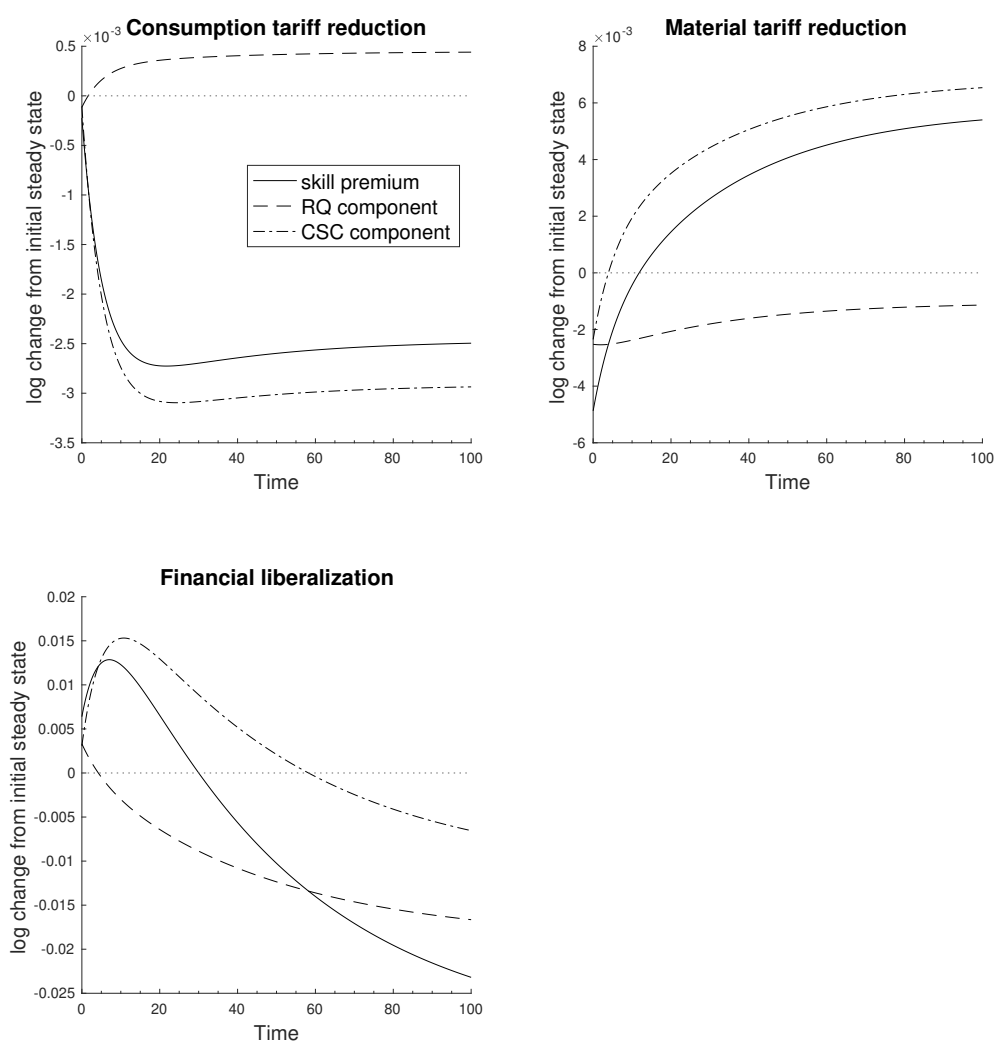 Consumption tariff reduction
×10⁻³
0.5
0
-0.5
-1
-1.5
-2
-2.5
-3
-3.5
log change from initial steady state
skill premium
RQ component
CSC component
0 20 40 60 80 100
Time
Material tariff reduction
×10⁻³
8
6
4
2
0
-2
-4
-6
log change from initial steady state
0 20 40 60 80 100
Time
Financial liberalization
0.02
0.015
0.01
0.005
0
-0.005
-0.01
-0.015
-0.02
-0.025
log change from initial steady state
0 20 40 60 80 100
Time